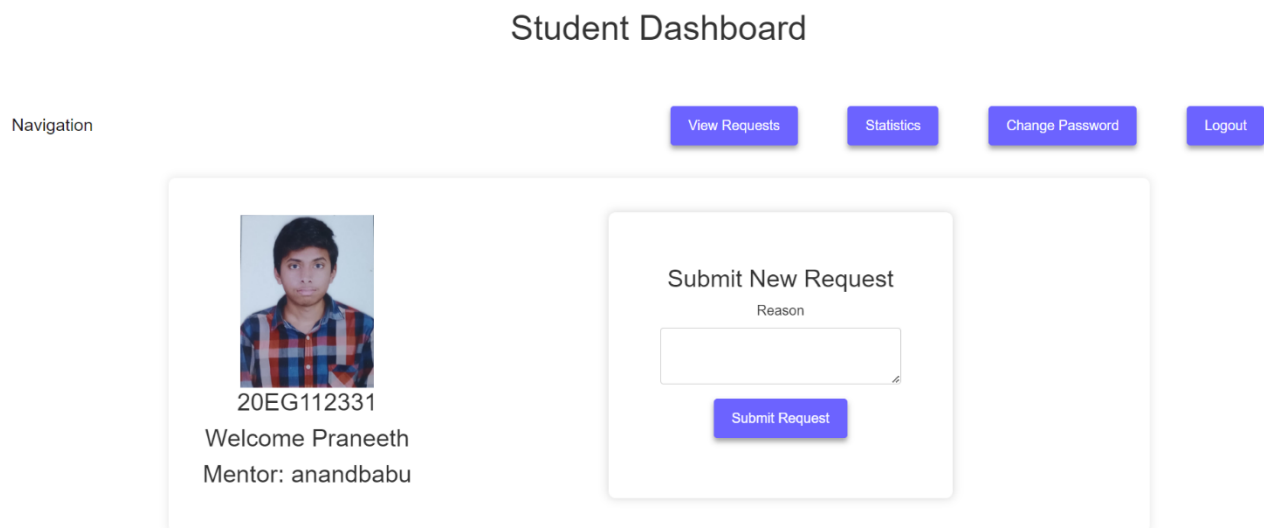 Student Dashboard
Navigation
View Requests
Statistics
Change Password
Logout
20EG112331
Welcome Praneeth
Mentor: anandbabu
Submit New Request
Reason
Submit Request